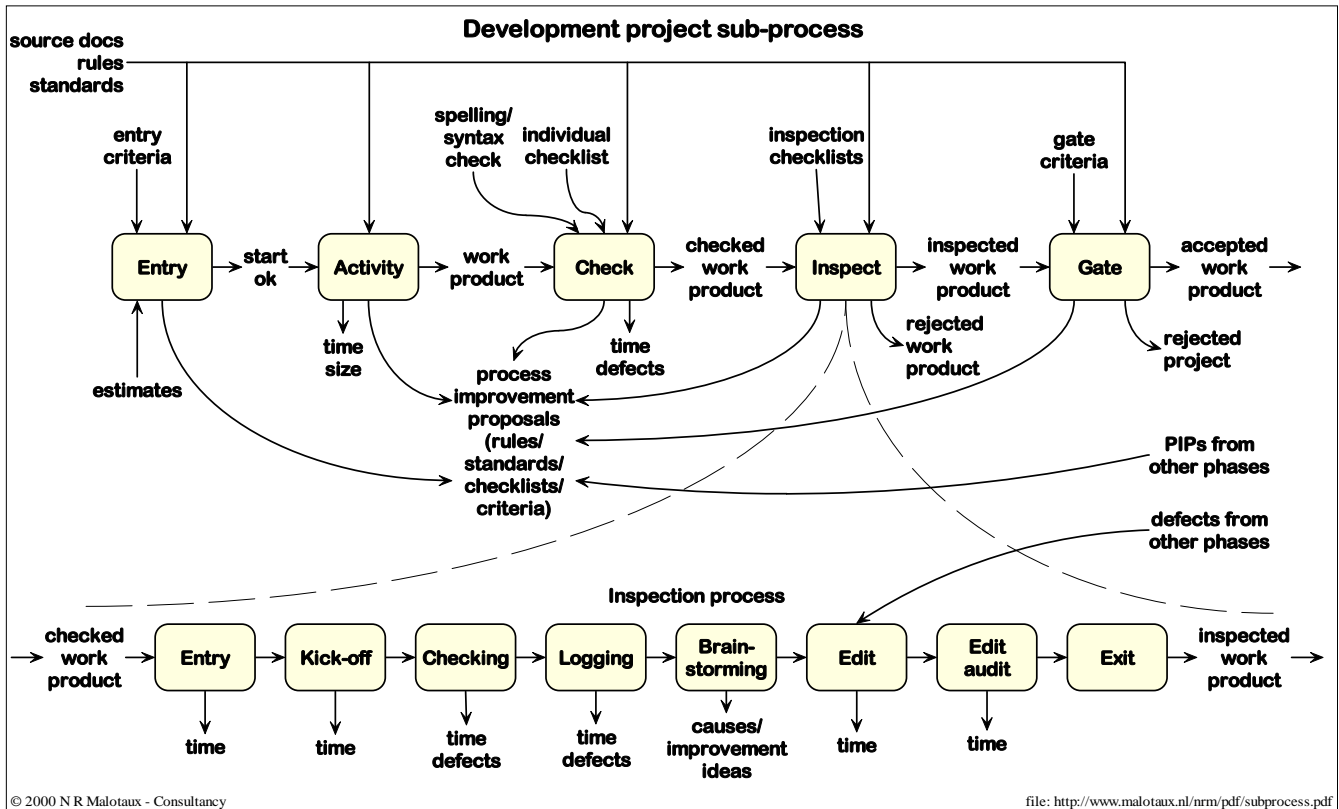 Development project sub-process
source docs
rules
standards
entry
criteria
spelling/
syntax
check
individual
checklist
inspection
checklists
gate
criteria
Entry
start
ok
Activity
work
product
Check
checked
work
product
Inspect
inspected
work
product
Gate
accepted
work
product
estimates
time
size
time
defects
rejected
work
product
rejected
project
process
improvement
proposals
(rules/
standards/
checklists/
criteria)
PIPs from
other phases
defects from
other phases
Inspection process
checked
work
product
Entry
Kick-off
Checking
Logging
Brain-
storming
Edit
Edit
audit
Exit
inspected
work
product
time
time
time
defects
time
defects
causes/
improvement
ideas
time
time
© 2000 N R Malotaux - Consultancy
file: http://www.malotaux.nl/nrm/pdf/subprocess.pdf